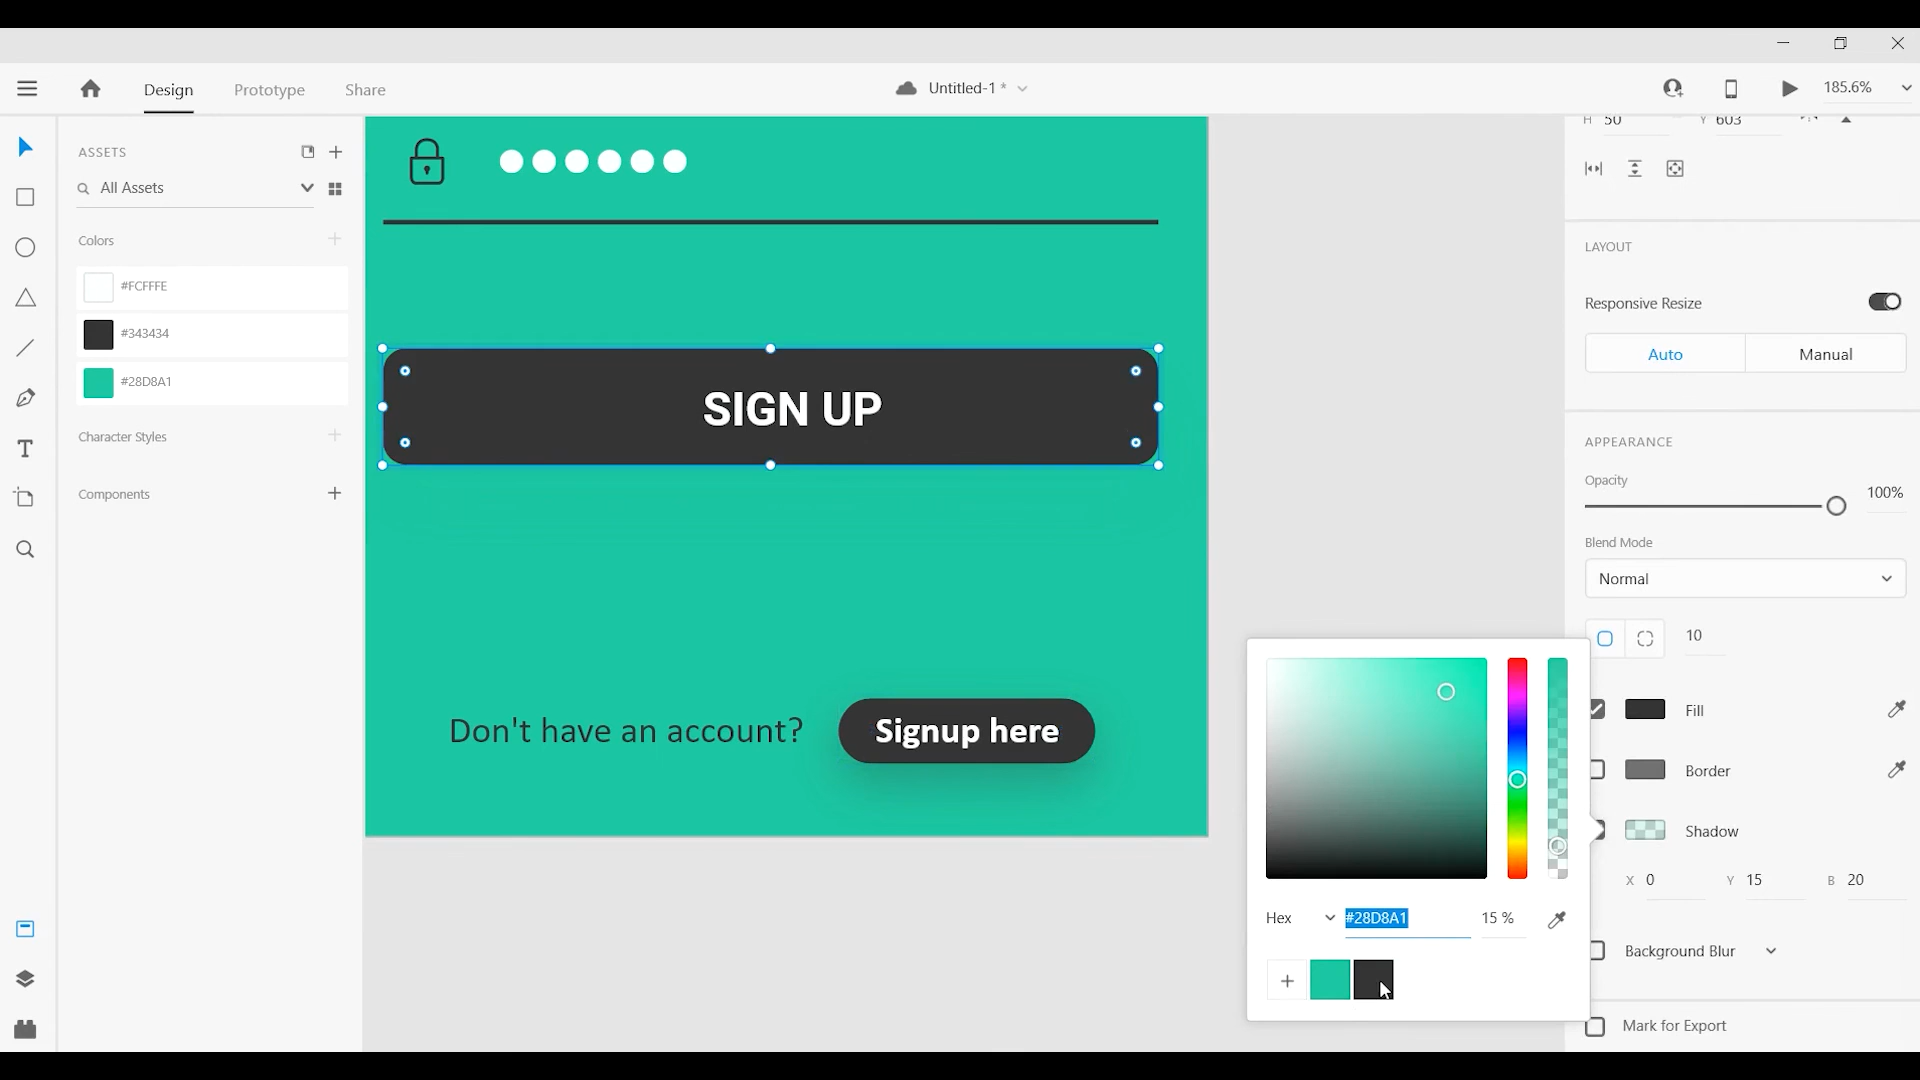 Design
Prototype
Share
Untitled-1 *
185.6%
ASSETS
All Assets
Colors
#FCFFFE
#343434
#28D8A1
Character Styles
Components
SIGN UP
Don't have an account?
Signup here
H 50
Y 603
LAYOUT
Responsive Resize
Auto
Manual
APPEARANCE
Opacity
100%
Blend Mode
Normal
10
Fill
Border
Shadow
X 0
Y 15
B 20
Background Blur
Mark for Export
Hex
#28D8A1
15 %